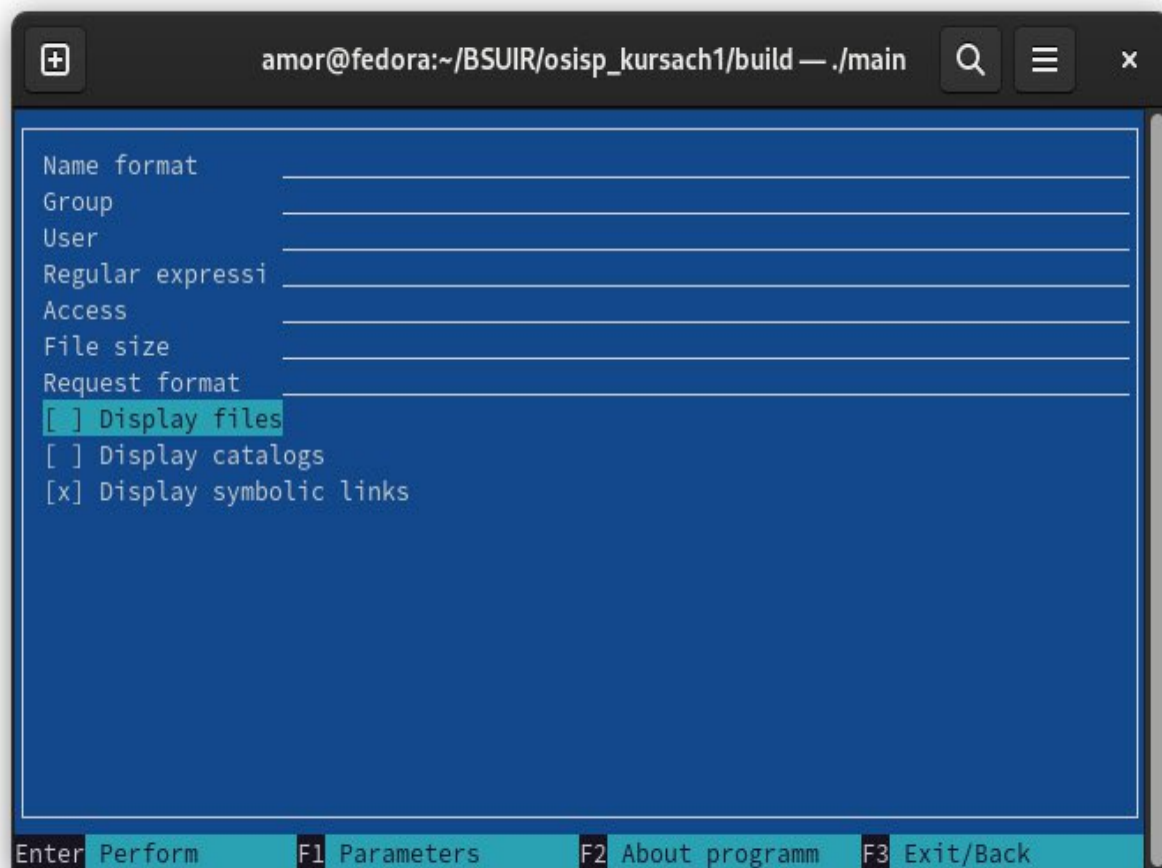 amor@fedora:~/BSUIR/osisp_kursach1/build — ./main
Name format
Group
User
Regular expressi
Access
File size
Request format
[ ] Display files
[ ] Display catalogs
[x] Display symbolic links
Enter Perform F1 Parameters F2 About programm F3 Exit/Back